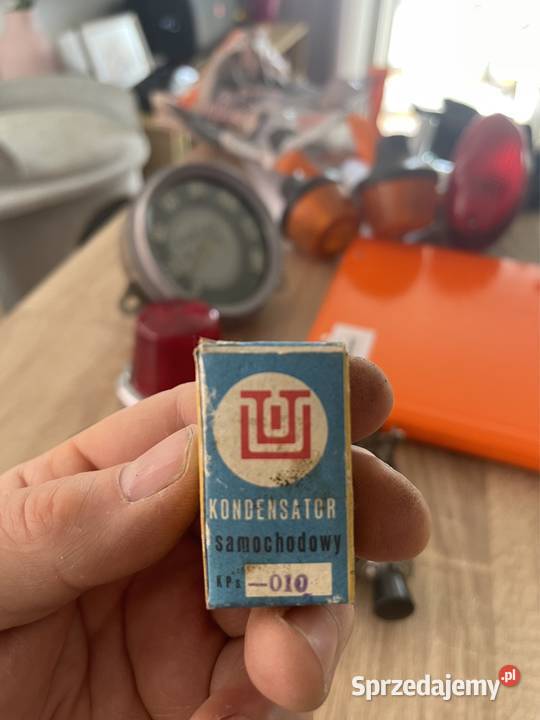 KONDENSATOR
samochodowy
KPs -010
Sprzedajemy.pl